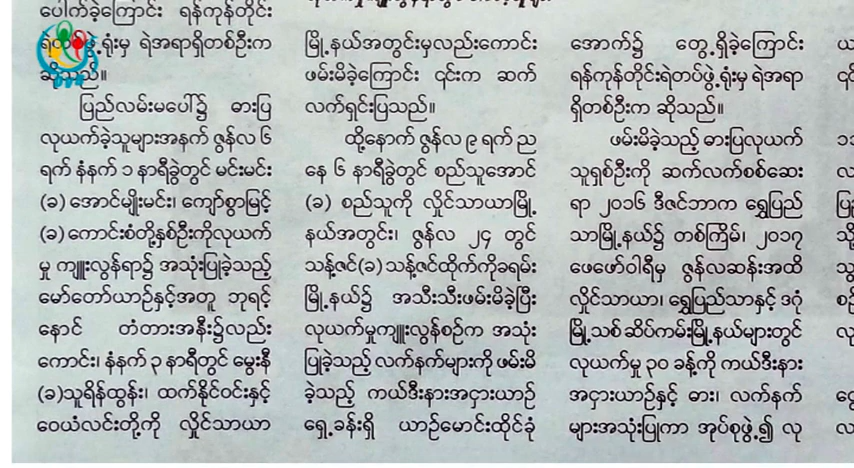 ပေါက်ခဲ့ကြောင်း ရန်ကုန်တိုင်း
ရဲတပ်ဖွဲ့ရုံးမှ ရဲအရာရှိတစ်ဦးက
ဆိုသည်။
ပြည်လမ်းမပေါ်၌ ဓားပြ
လုယက်ခဲ့သူများအနက် ဇွန်လ ၆
ရက် နံနက် ၁ နာရီခွဲတွင် မင်းမင်း
(ခ) အောင်မျိုးမင်း၊ ကျော်စွာမြင့်
(ခ) ကောင်းစံတို့နှစ်ဦးကိုလုယက်
မှု ကျူးလွန်ရာ၌ အသုံးပြုခဲ့သည့်
မော်တော်ယာဉ်နှင့်အတူ ဘုရင့်
နောင် တံတားအနီး၌လည်း
ကောင်း၊ နံနက် ၃ နာရီတွင် မွေးနီ
(ခ)သူရိန်ထွန်း၊ ထက်နိုင်ဝင်းနှင့်
ဝေယံလင်းတို့ကို လှိုင်သာယာ
မြို့နယ်အတွင်းမှလည်းကောင်း
ဖမ်းမိခဲ့ကြောင်း ၎င်းက ဆက်
လက်ရှင်းပြသည်။
ထို့နောက် ဇွန်လ ၉ ရက် ည
နေ ၆ နာရီခွဲတွင် စည်သူအောင်
(ခ) စည်သူကို လှိုင်သာယာမြို့
နယ်အတွင်း၊ ဇွန်လ ၂၄ တွင်
သန့်ဇင်(ခ)သန့်ဇင်ထိုက်ကိုခရမ်း
မြို့နယ်၌ အသီးသီးဖမ်းမိခဲ့ပြီး
လုယက်မှုကျူးလွန်စဉ်က အသုံး
ပြုခဲ့သည့် လက်နက်များကို ဖမ်းမိ
ခဲ့သည့် ကယ်ဒီးနားအငှားယာဉ်
ရှေ့ခန်းရှိ ယာဉ်မောင်းထိုင်ခုံ
အောက်၌ တွေ့ရှိခဲ့ကြောင်း
ရန်ကုန်တိုင်းရဲတပ်ဖွဲ့ရုံးမှ ရဲအရာ
ရှိတစ်ဦးက ဆိုသည်။
ဖမ်းမိခဲ့သည့် ဓားပြလုယက်
သူရှစ်ဦးကို ဆက်လက်စစ်ဆေး
ရာ ၂၀၁၆ ဒီဇင်ဘာက ရွှေပြည်
သာမြို့နယ်၌ တစ်ကြိမ်၊ ၂၀၁၇
ဖေဖော်ဝါရီမှ ဇွန်လဆန်းအထိ
လှိုင်သာယာ၊ ရွှေပြည်သာနှင့် ဒဂုံ
မြို့သစ်ဆိပ်ကမ်းမြို့နယ်များတွင်
လုယက်မှု ၃၀ ခန့်ကို ကယ်ဒီးနား
အငှားယာဉ်နှင့် ဓား၊ လက်နက်
များအသုံးပြုကာ အုပ်စုဖွဲ့၍ လု